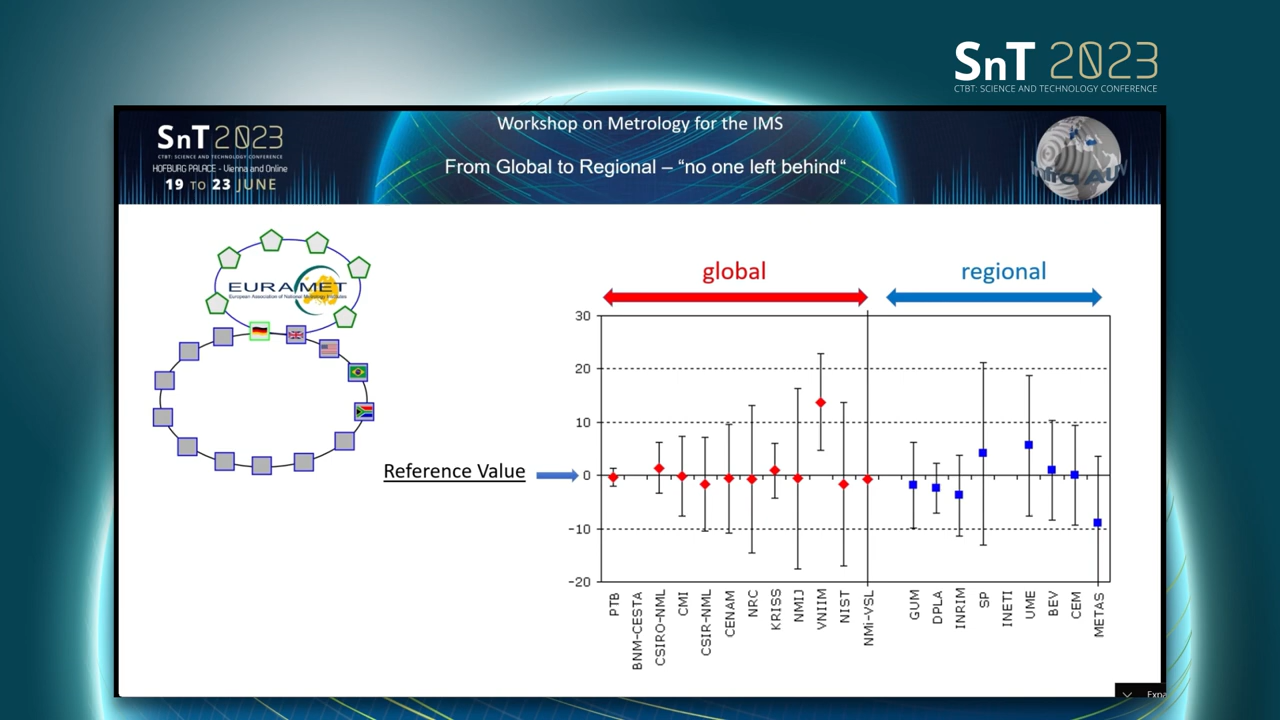 SnT 2023
CTBT: SCIENCE AND TECHNOLOGY CONFERENCE
SnT 2023
CTBT: SCIENCE AND TECHNOLOGY CONFERENCE
HOFBURG PALACE - Vienna and Online
19 TO 23 JUNE
Workshop on Metrology for the IMS
From Global to Regional – “no one left behind“
EURAMET
European Association of National Metrology Institutes
Reference Value
global
regional
30
20
10
0
-10
-20
PTB
BNM-CESTA
CSIRO-NML
CMI
CSIR-NML
CENAM
NRC
KRISS
NMIJ
VNIIM
NIST
NMi-VSL
GUM
DPLA
INRIM
SP
INETI
UME
BEV
CEM
METAS